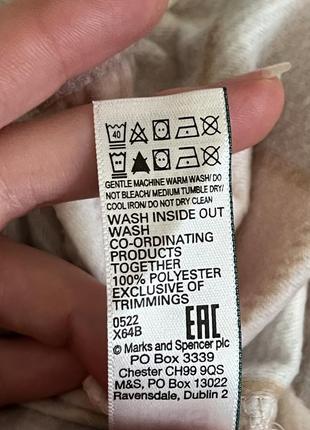 40
GENTLE MACHINE WARM WASH/DO
NOT BLEACH/MEDIUM TUMBLE DRY/
COOL IRON/DO NOT DRY CLEAN
WASH INSIDE OUT
WASH
CO-ORDINATING
PRODUCTS
TOGETHER
100% POLYESTER
EXCLUSIVE OF
TRIMMINGS
0522
X64B
EAC
© Marks and Spencer plc
PO Box 3339
Chester CH99 9QS
M&S, PO Box 13022
Ravensdale, Dublin 2